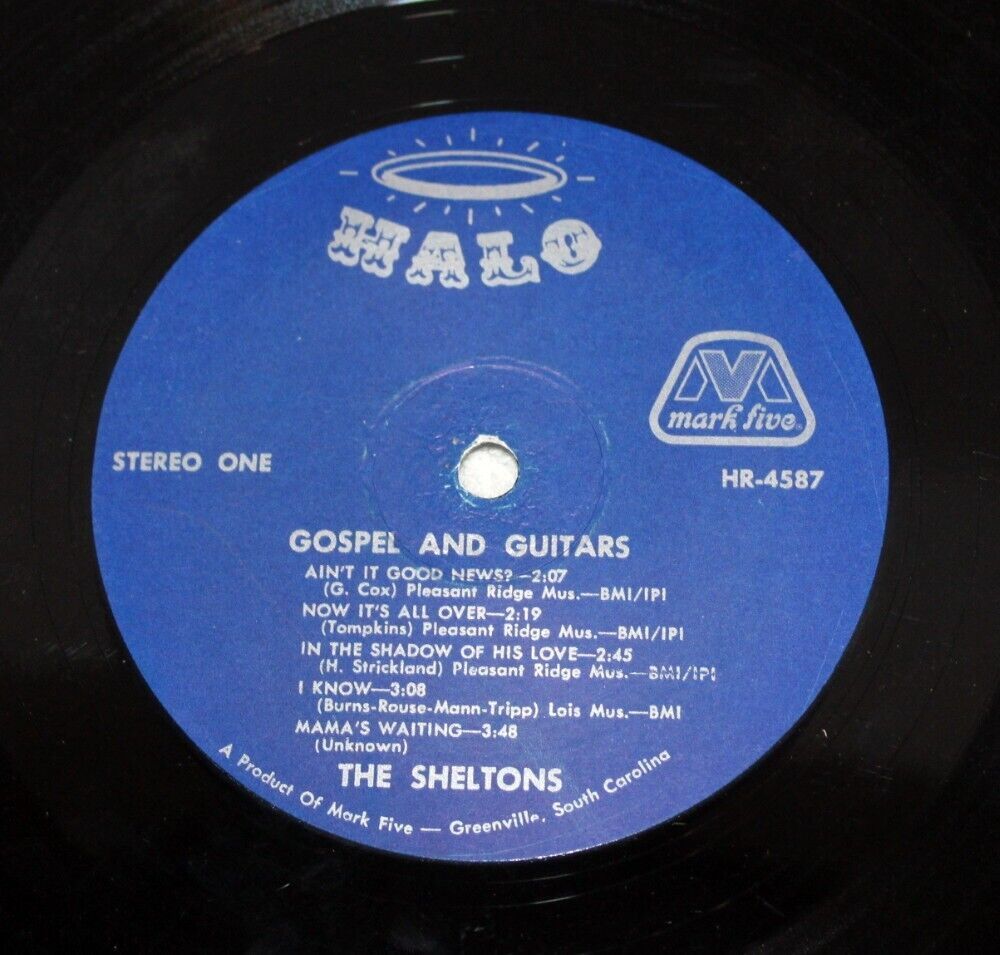 HALO
mark five
STEREO ONE
HR-4587
GOSPEL AND GUITARS
AIN'T IT GOOD NEWS?—2:07
(G. Cox) Pleasant Ridge Mus.—BMI/IPI
NOW IT'S ALL OVER—2:19
(Tompkins) Pleasant Ridge Mus.—BMI/IPI
IN THE SHADOW OF HIS LOVE—2:45
(H. Strickland) Pleasant Ridge Mus.—BMI/IPI
I KNOW—3:08
(Burns-Rouse-Mann-Tripp) Lois Mus.—BMI
MAMA'S WAITING—3:48
(Unknown)
THE SHELTONS
A Product Of Mark Five — Greenville, South Carolina